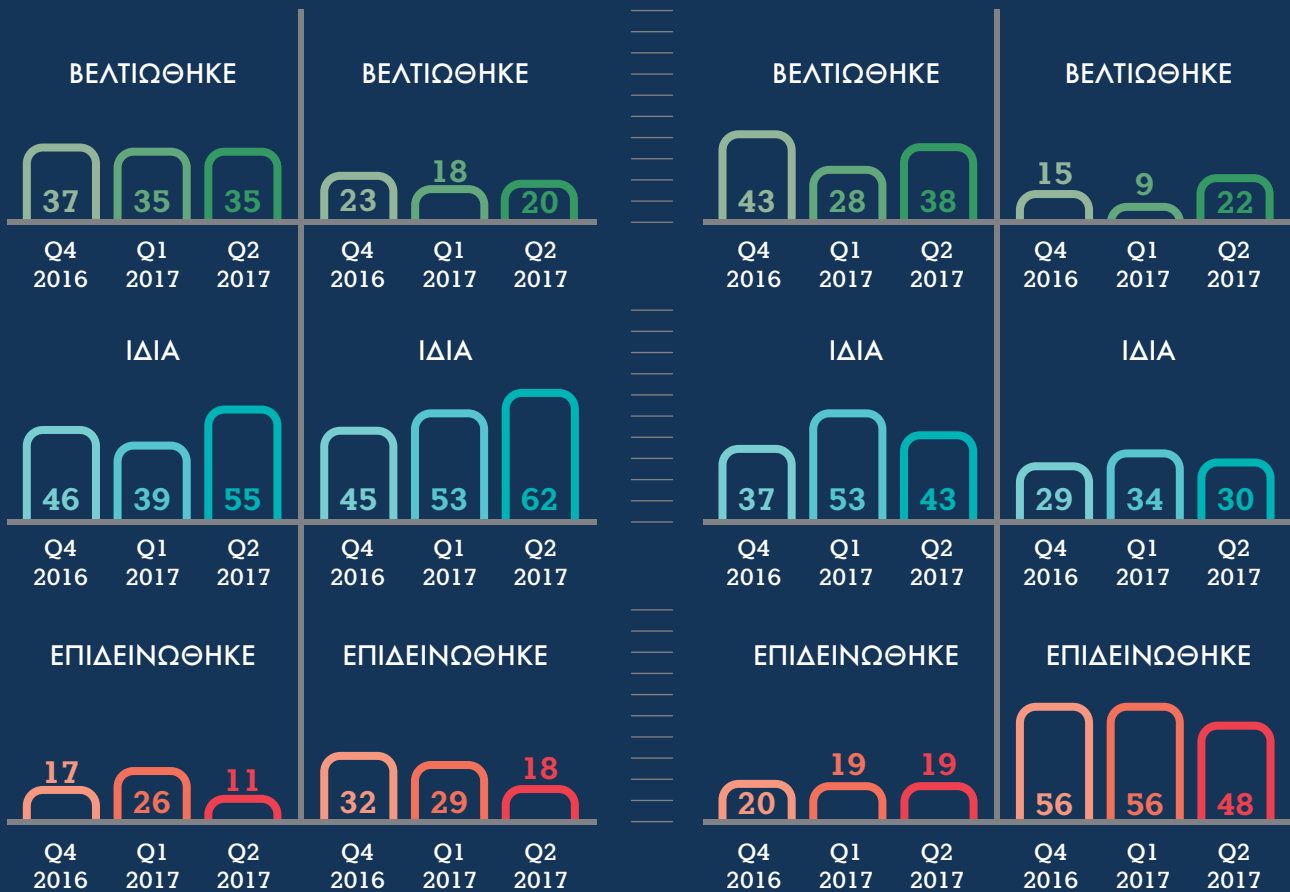 ΒΕΛΤΙΩΘΗΚΕ ΒΕΛΤΙΩΘΗΚΕ ΒΕΛΤΙΩΘΗΚΕ ΒΕΛΤΙΩΘΗΚΕ
37 35 35 23 18 20 43 28 38 15 9 22
Q4 Q1 Q2 Q4 Q1 Q2 Q4 Q1 Q2 Q4 Q1 Q2
2016 2017 2017 2016 2017 2017 2016 2017 2017 2016 2017 2017
ΙΔΙΑ ΙΔΙΑ ΙΔΙΑ ΙΔΙΑ
46 39 55 45 53 62 37 53 43 29 34 30
Q4 Q1 Q2 Q4 Q1 Q2 Q4 Q1 Q2 Q4 Q1 Q2
2016 2017 2017 2016 2017 2017 2016 2017 2017 2016 2017 2017
ΕΠΙΔΕΙΝΩΘΗΚΕ ΕΠΙΔΕΙΝΩΘΗΚΕ ΕΠΙΔΕΙΝΩΘΗΚΕ ΕΠΙΔΕΙΝΩΘΗΚΕ
17 26 11 32 29 18 20 19 19 56 56 48
Q4 Q1 Q2 Q4 Q1 Q2 Q4 Q1 Q2 Q4 Q1 Q2
2016 2017 2017 2016 2017 2017 2016 2017 2017 2016 2017 2017